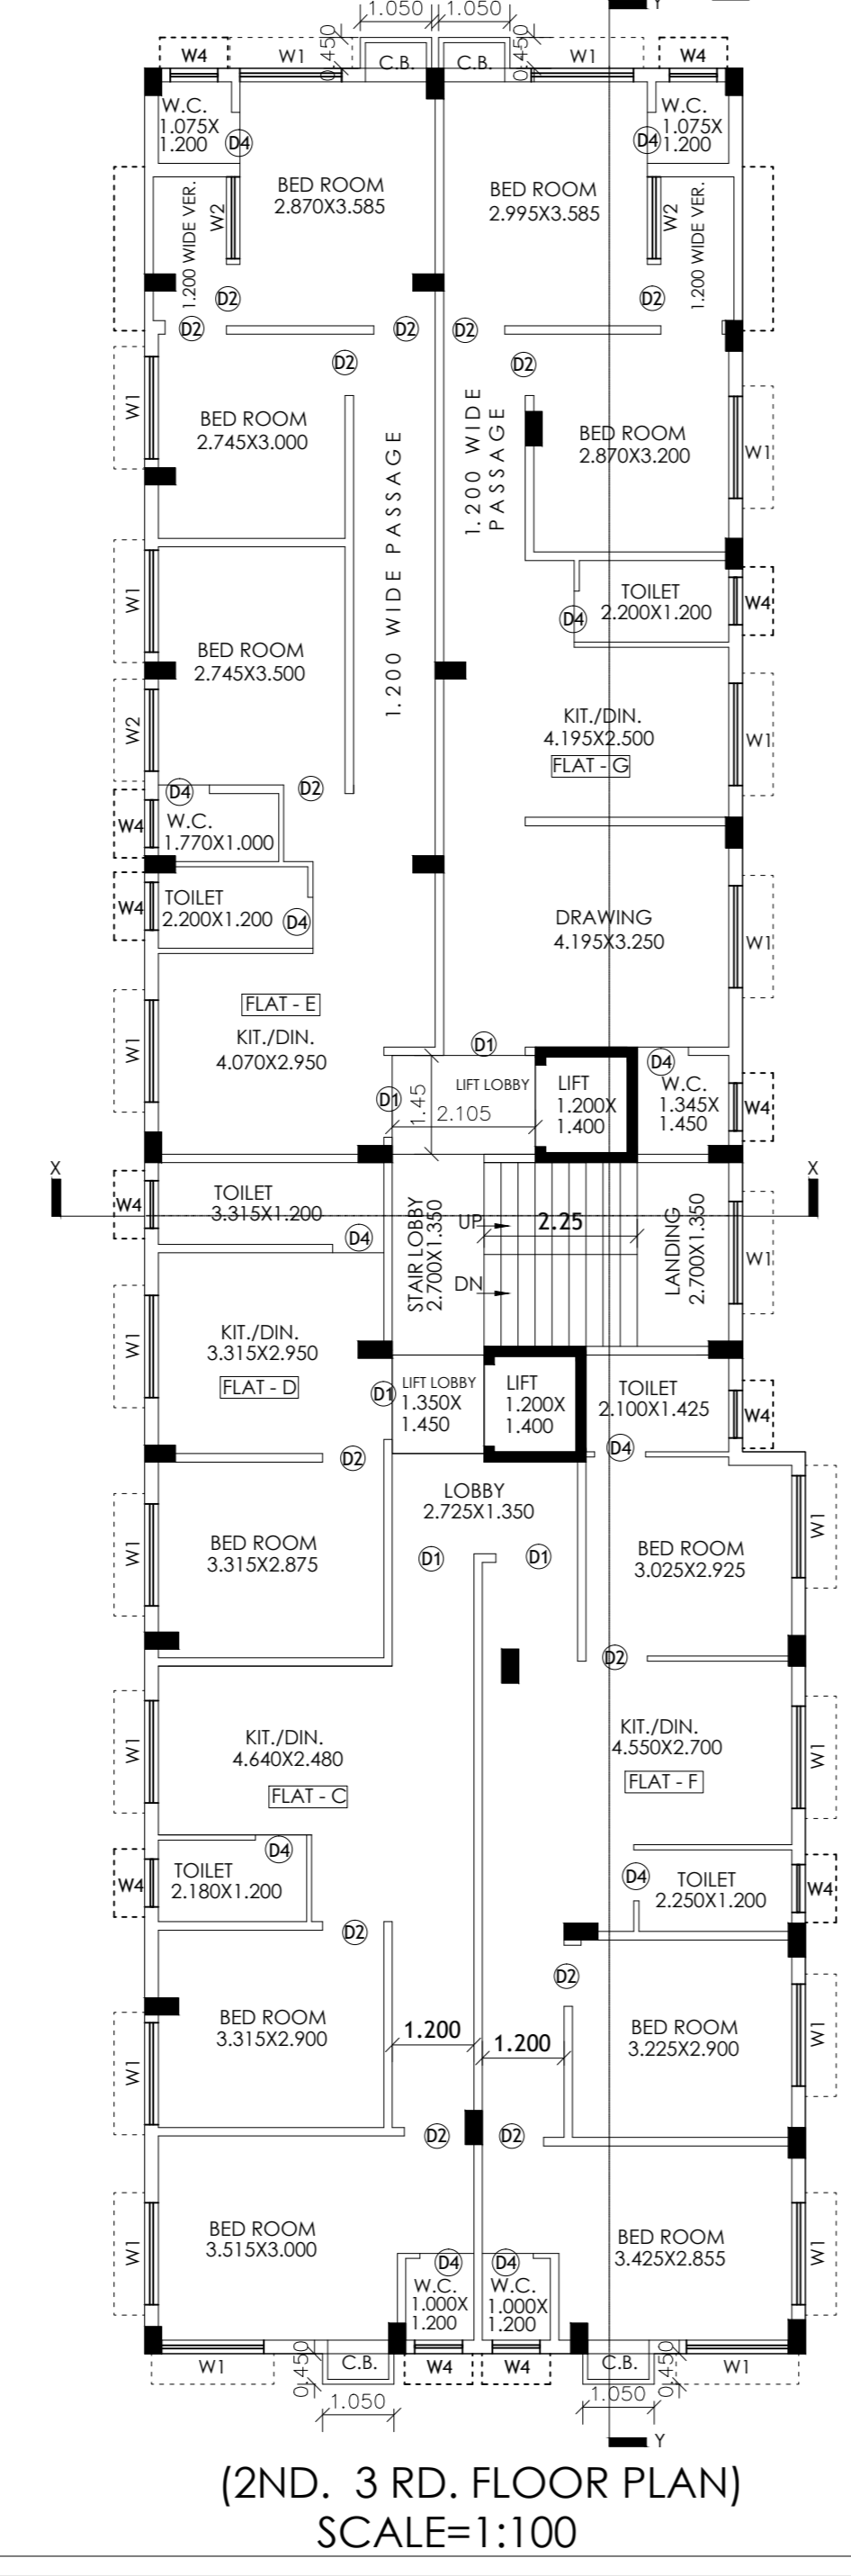 Y
1.050
1.050
0.450
0.450
W4
W1
C.B.
C.B.
W1
W4
W.C.
1.075X
1.200
D4
D4
W.C.
1.075X
1.200
BED ROOM
2.870X3.585
BED ROOM
2.995X3.585
1.200 WIDE VER.
W2
W2
1.200 WIDE VER.
D2
D2
D2
D2
D2
D2
D2
W1
BED ROOM
2.745X3.000
1.200 WIDE PASSAGE
1.200 WIDE
PASSAGE
BED ROOM
2.870X3.200
W1
W1
TOILET
2.200X1.200
D4
W4
BED ROOM
2.745X3.500
W2
KIT./DIN.
4.195X2.500
FLAT - G
W1
D4
D2
W4
W.C.
1.770X1.000
W4
TOILET
2.200X1.200
D4
DRAWING
4.195X3.250
W1
FLAT - E
KIT./DIN.
4.070X2.950
W1
D1
D1
1.45
LIFT LOBBY
2.105
LIFT
1.200X
1.400
D4
W.C.
1.345X
1.450
W4
X
X
W4
TOILET
3.315X1.200
D4
STAIR LOBBY
2.700X1.350
UP
2.25
DN
LANDING
2.700X1.350
W1
KIT./DIN.
3.315X2.950
FLAT - D
W1
D1
LIFT LOBBY
1.350X
1.450
LIFT
1.200X
1.400
TOILET
2.100X1.425
W4
D4
D2
LOBBY
2.725X1.350
BED ROOM
3.315X2.875
W1
D1
D1
BED ROOM
3.025X2.925
W1
D2
KIT./DIN.
4.640X2.480
FLAT - C
W1
KIT./DIN.
4.550X2.700
FLAT - F
W1
D4
W4
TOILET
2.180X1.200
D4
TOILET
2.250X1.200
W4
D2
D2
BED ROOM
3.315X2.900
W1
1.200
1.200
BED ROOM
3.225X2.900
W1
D2
D2
BED ROOM
3.515X3.000
W1
D4
D4
W.C.
1.000X
1.200
W.C.
1.000X
1.200
BED ROOM
3.425X2.855
W1
W1
0.450
C.B.
W4
W4
C.B.
0.450
W1
1.050
1.050
Y
(2ND. 3 RD. FLOOR PLAN)
SCALE=1:100